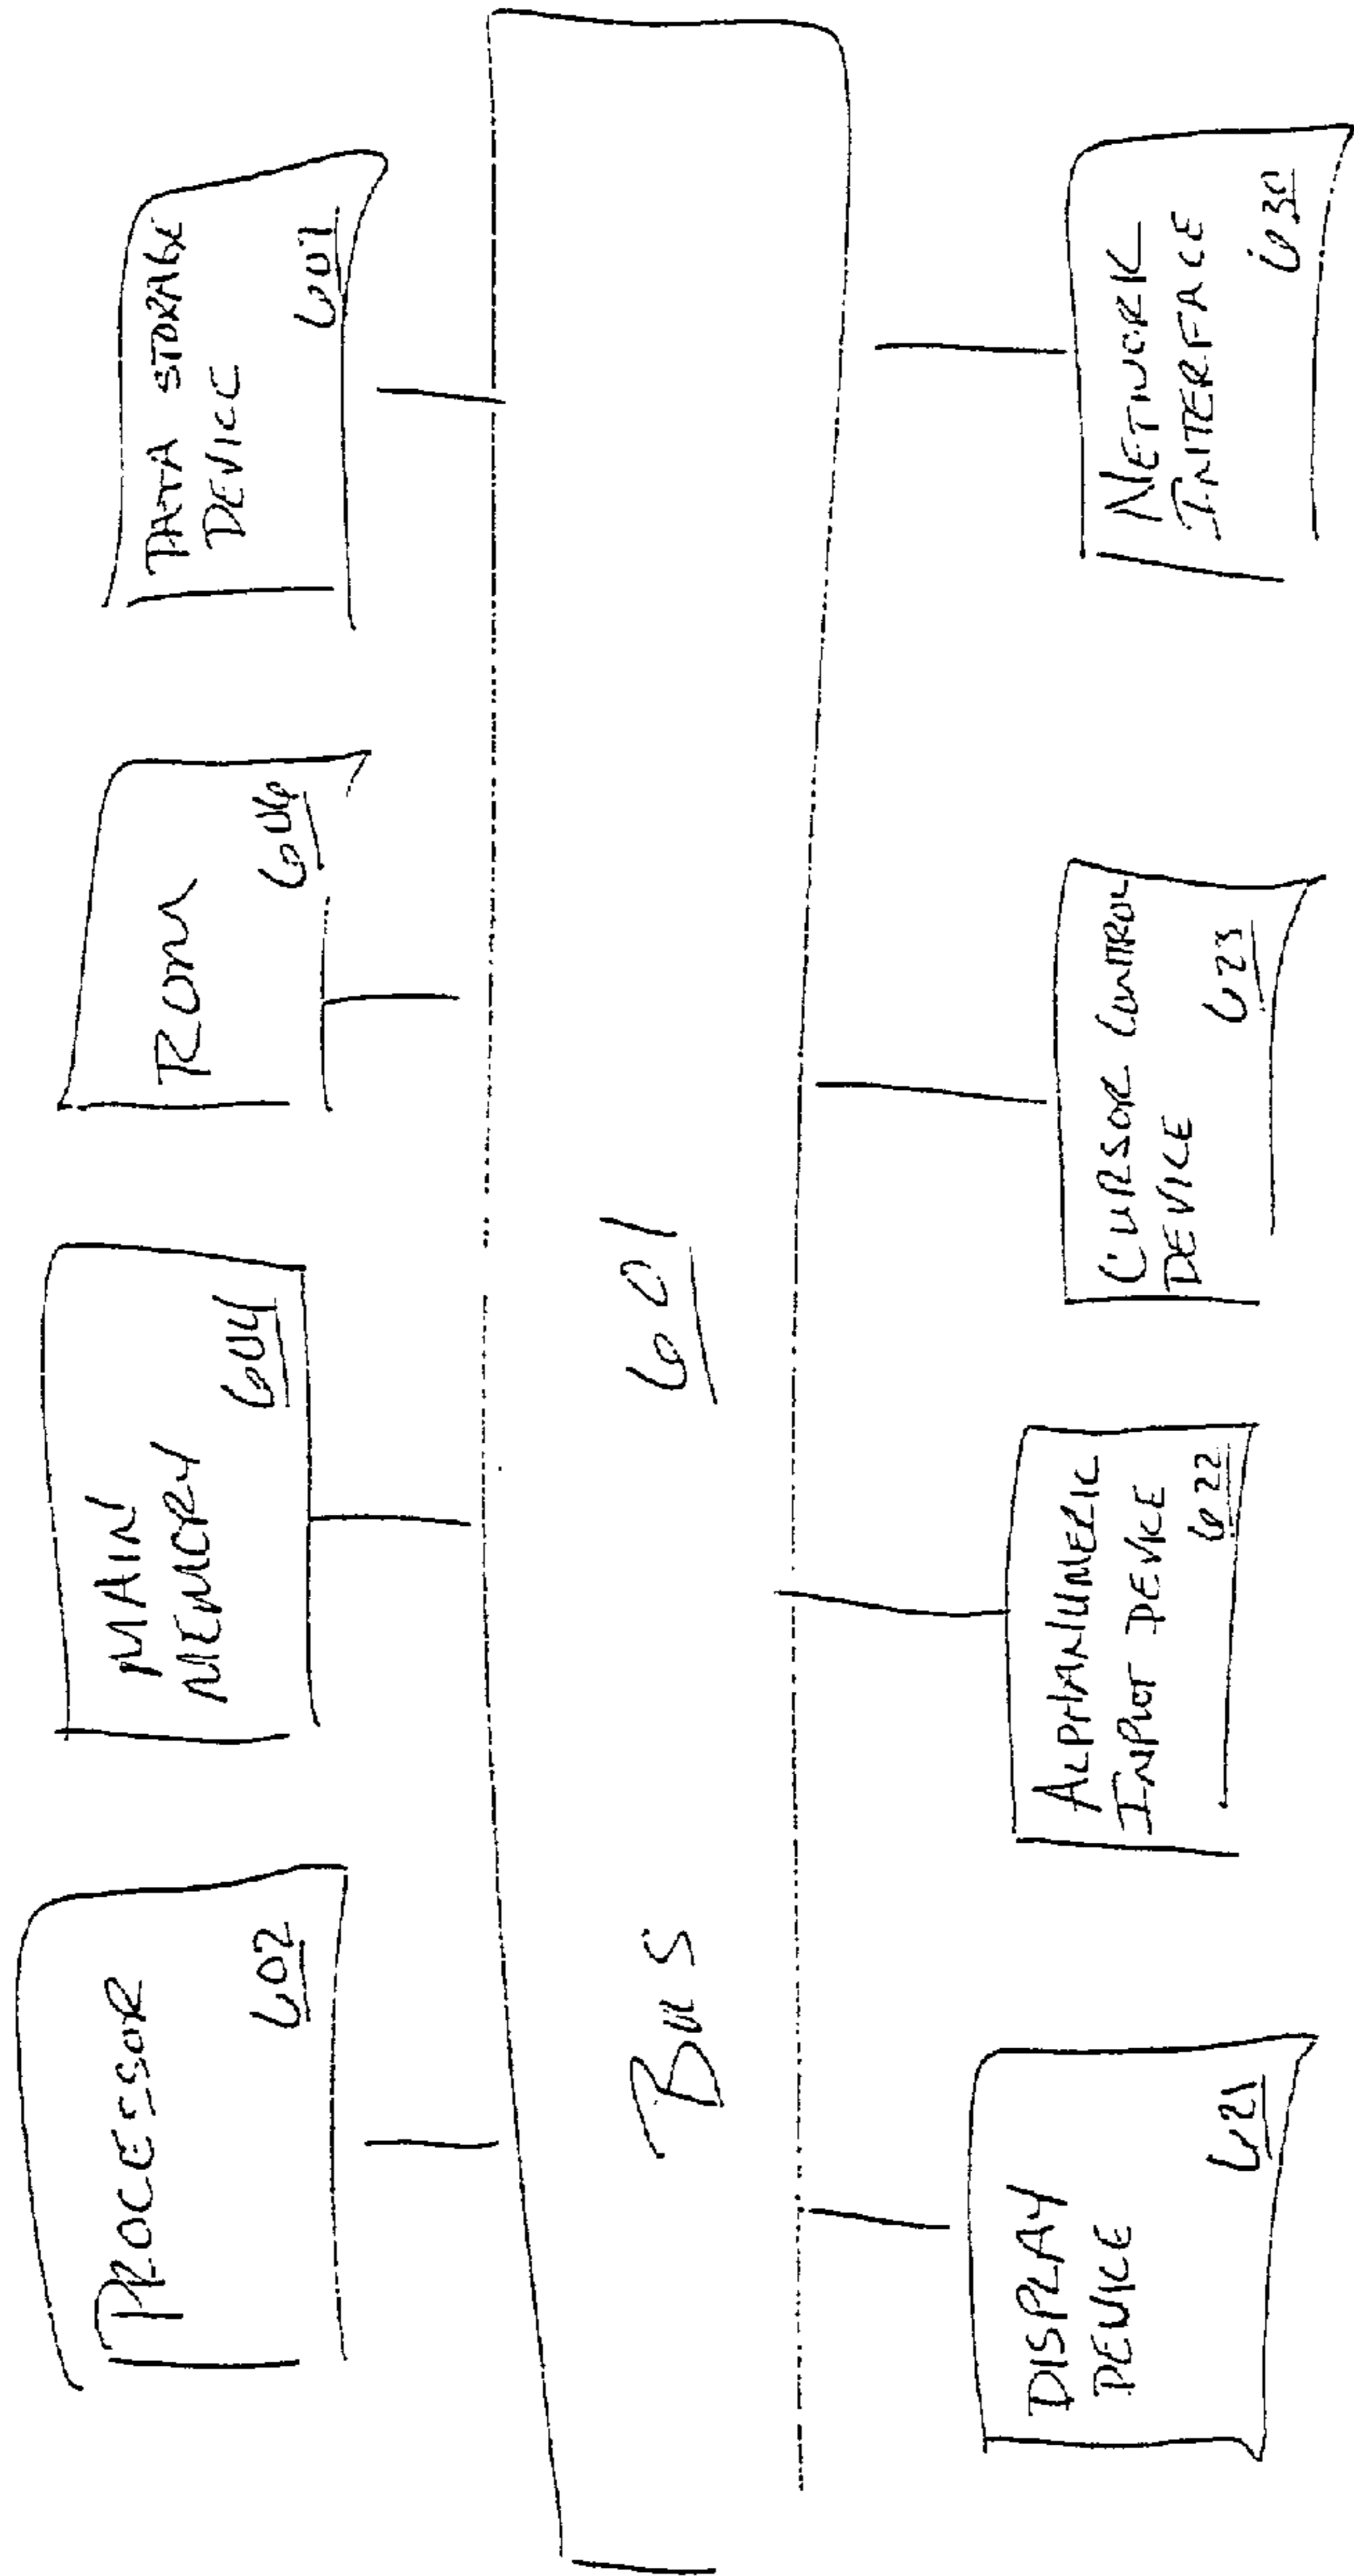 PROCESSOR
602
MAIN
MEMORY
604
ROM
606
DATA STORAGE
DEVICE
607
BUS 601
DISPLAY
DEVICE
621
ALPHANUMERIC
INPUT DEVICE
622
CURSOR CONTROL
DEVICE
623
NETWORK
INTERFACE
630